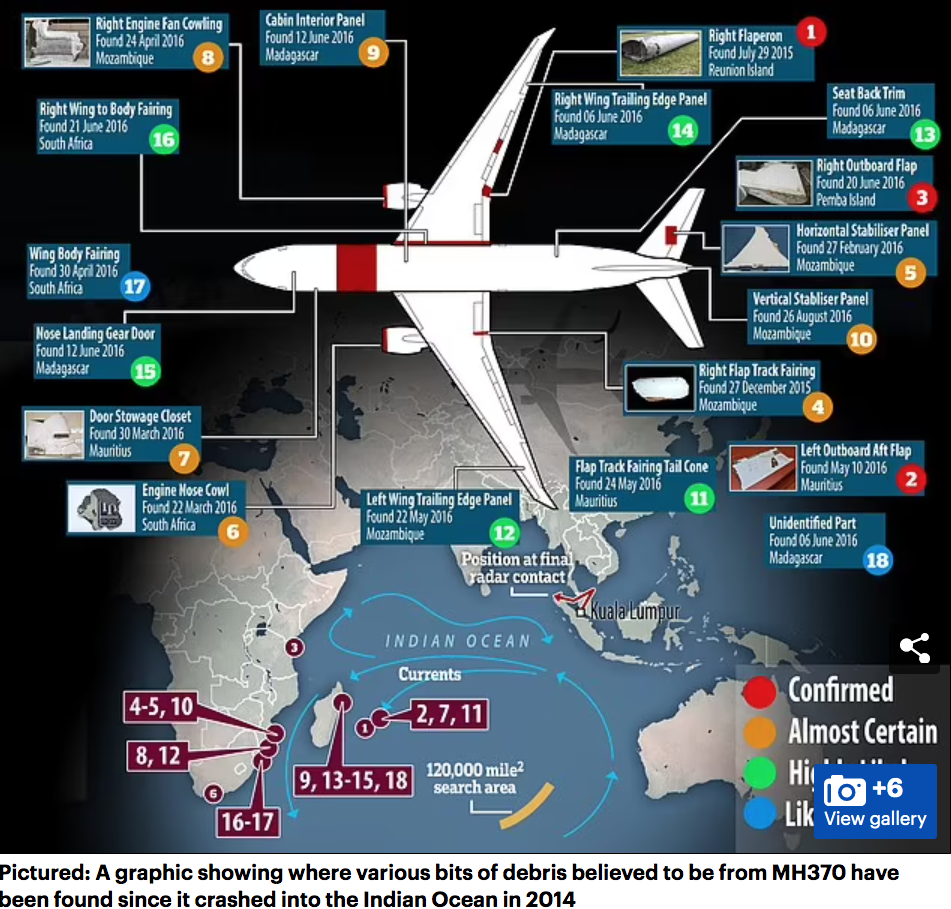 Right Engine Fan Cowling
Found 24 April 2016
Mozambique
8
Cabin Interior Panel
Found 12 June 2016
Madagascar
9
Right Flaperon
Found July 29 2015
Reunion Island
1
Right Wing to Body Fairing
Found 21 June 2016
South Africa
16
Right Wing Trailing Edge Panel
Found 06 June 2016
Madagascar
14
Seat Back Trim
Found 06 June 2016
Madagascar
13
Right Outboard Flap
Found 20 June 2016
Pemba Island
3
Wing Body Fairing
Found 30 April 2016
South Africa
17
Horizontal Stabiliser Panel
Found 27 February 2016
Mozambique
5
Nose Landing Gear Door
Found 12 June 2016
Madagascar
15
Vertical Stabliser Panel
Found 26 August 2016
Mozambique
10
Right Flap Track Fairing
Found 27 December 2015
Mozambique
4
Door Stowage Closet
Found 30 March 2016
Mauritius
7
Left Outboard Aft Flap
Found May 10 2016
Mauritius
2
Engine Nose Cowl
Found 22 March 2016
South Africa
6
Left Wing Trailing Edge Panel
Found 22 May 2016
Mozambique
12
Flap Track Fairing Tail Cone
Found 24 May 2016
Mauritius
11
Unidentified Part
Found 06 June 2016
Madagascar
18
Position at final
radar contact
Kuala Lumpur
INDIAN OCEAN
3
Currents
4-5, 10
2, 7, 11
1
8, 12
9, 13-15, 18
6
16-17
120,000 mile²
search area
Confirmed
Almost Certain
+6
View gallery
Pictured: A graphic showing where various bits of debris believed to be from MH370 have
been found since it crashed into the Indian Ocean in 2014